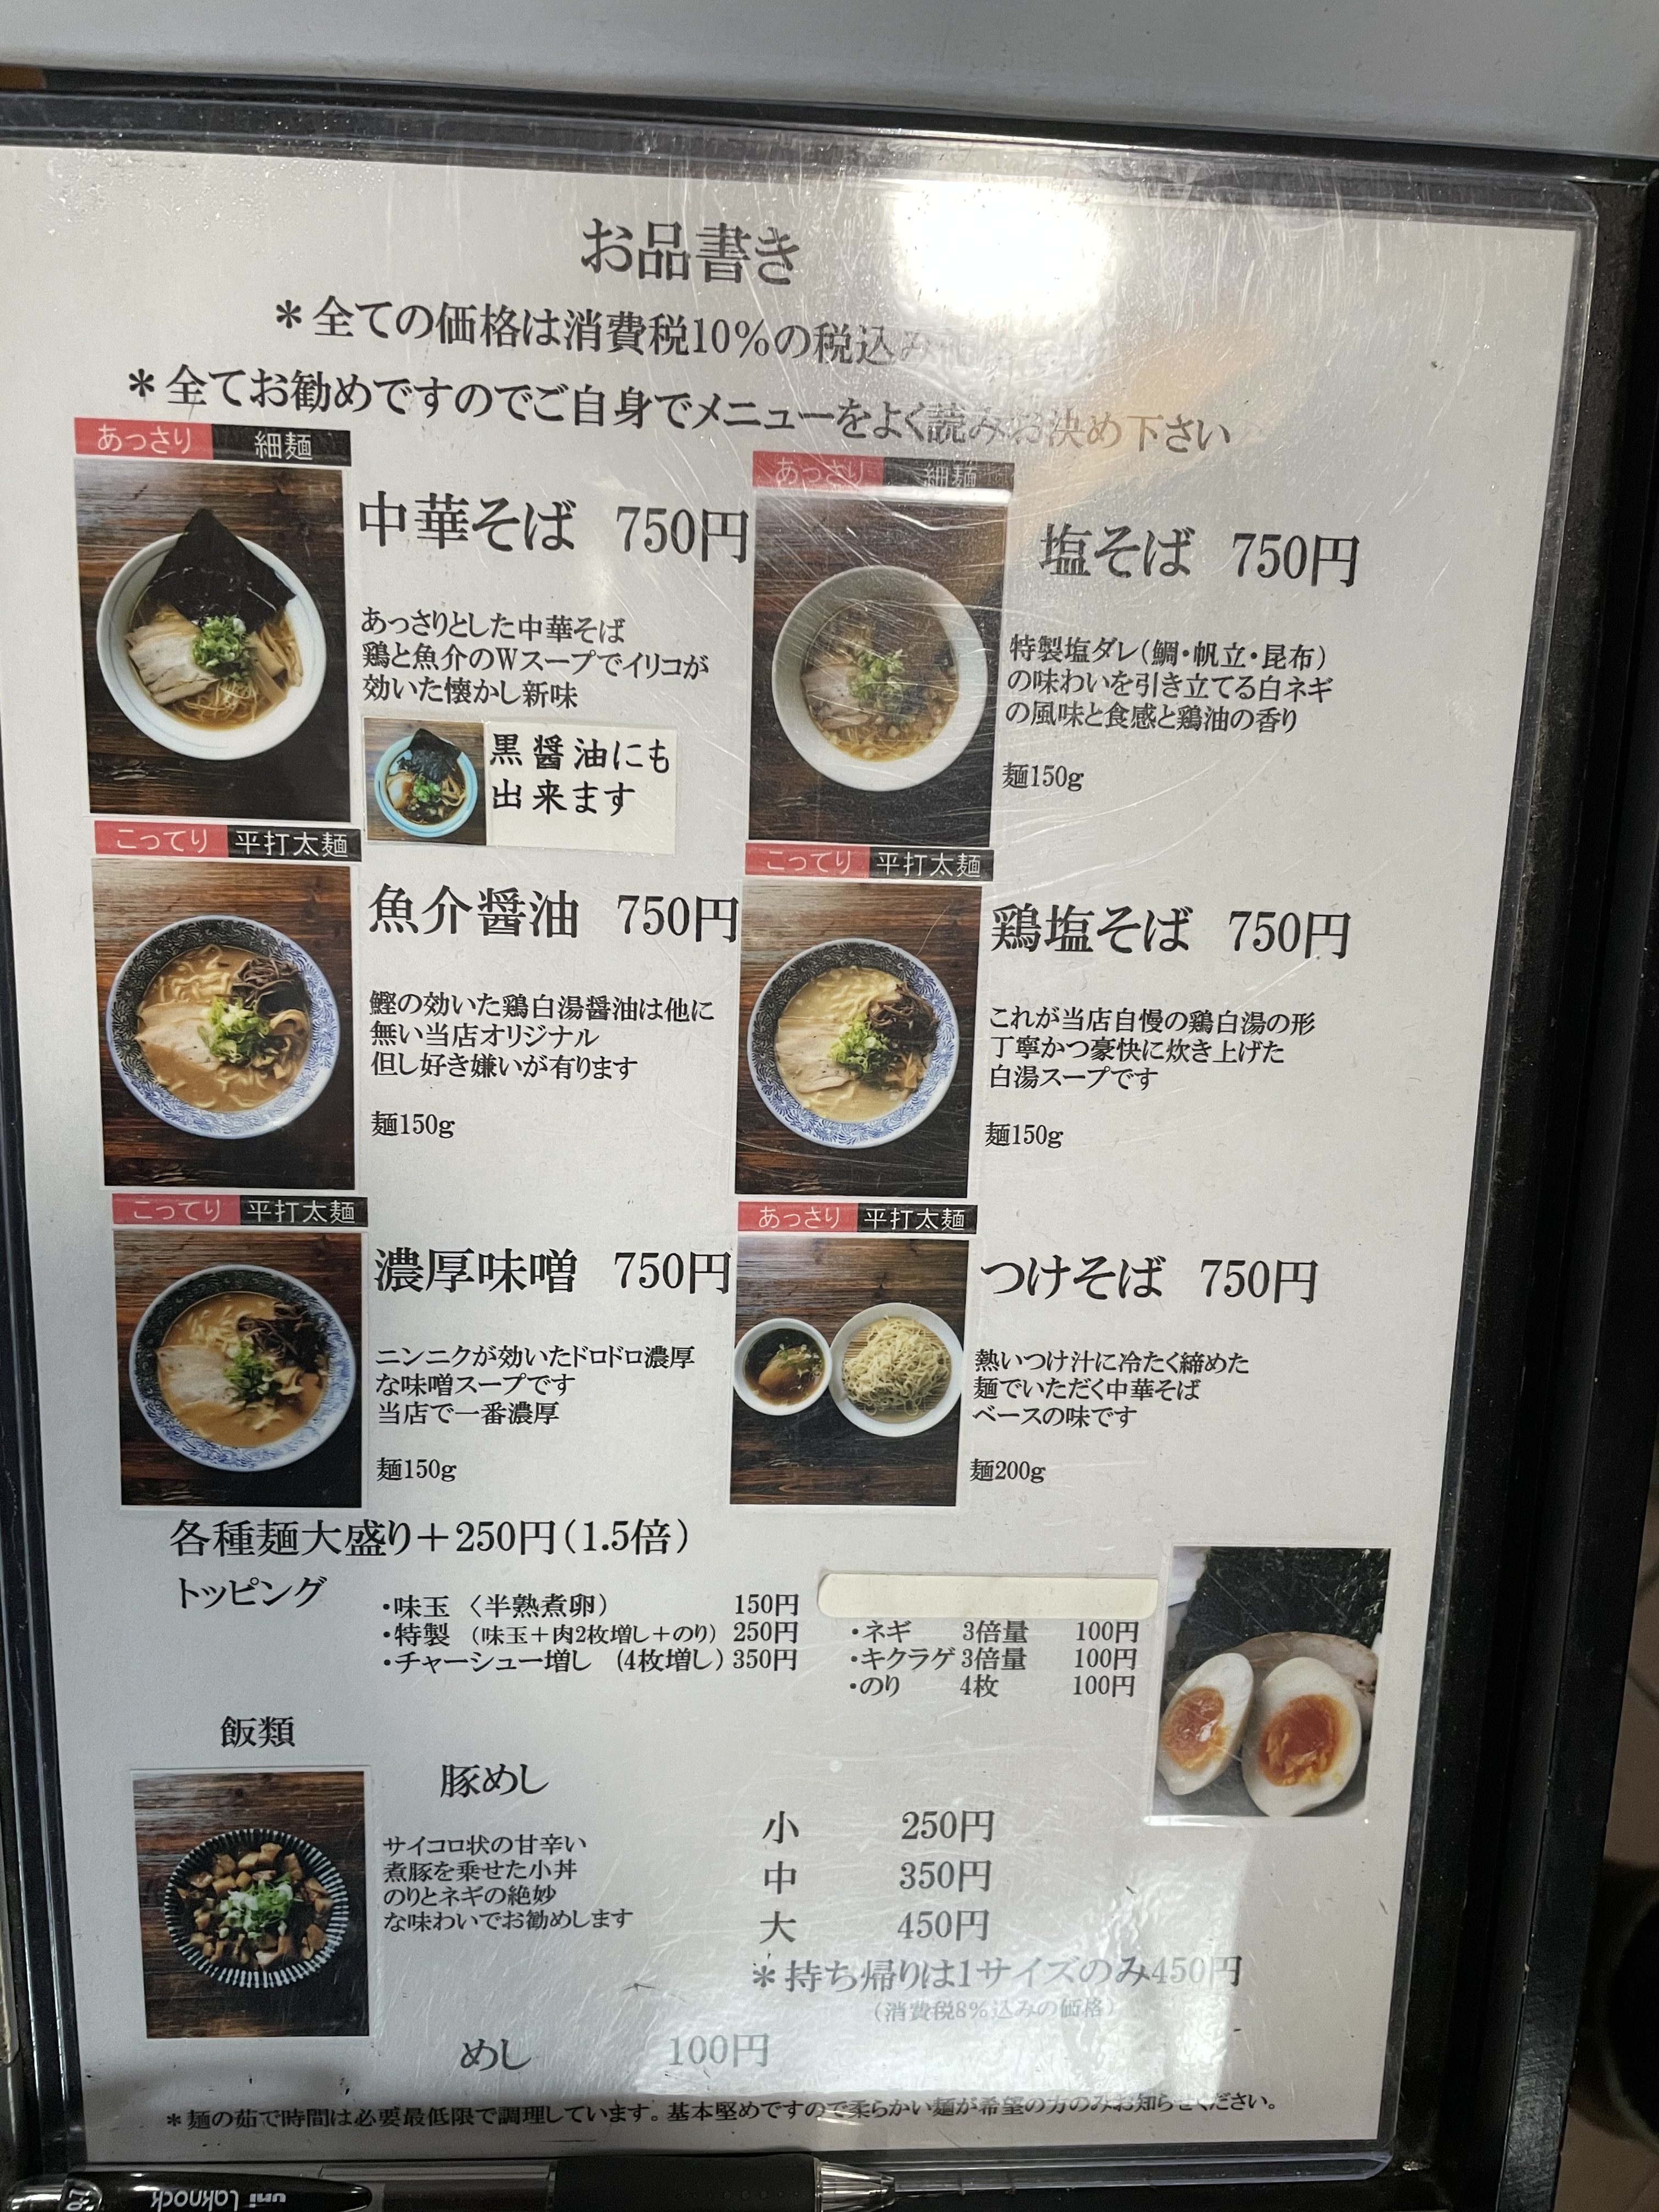 お品書き
＊全ての価格は消費税10%の税込み
＊全てお勧めですのでご自身でメニューをよく読みお決め下さい
あっさり 細麺
中華そば 750円
あっさりとした中華そば
鶏と魚介のWスープでイリコが
効いた懐かし新味
黒醤油にも
出来ます
あっさり 細麺
塩そば 750円
特製塩ダレ（鯛・帆立・昆布）
の味わいを引き立てる白ネギ
の風味と食感と鶏油の香り
麺150g
こってり 平打太麺
魚介醤油 750円
鰹の効いた鶏白湯醤油は他に
無い当店オリジナル
但し好き嫌いが有ります
麺150g
こってり 平打太麺
鶏塩そば 750円
これが当店自慢の鶏白湯の形
丁寧かつ豪快に炊き上げた
白湯スープです
麺150g
こってり 平打太麺
濃厚味噌 750円
ニンニクが効いたドロドロ濃厚
な味噌スープです
当店で一番濃厚
麺150g
あっさり 平打太麺
つけそば 750円
熱いつけ汁に冷たく締めた
麺でいただく中華そば
ベースの味です
麺200g
各種麺大盛り＋250円（1.5倍）
トッピング
・味玉 〈半熟煮卵） 150円
・特製 （味玉＋肉2枚増し＋のり） 250円
・チャーシュー増し （4枚増し） 350円
・ネギ 3倍量 100円
・キクラゲ 3倍量 100円
・のり 4枚 100円
飯類
豚めし
サイコロ状の甘辛い
煮豚を乗せた小丼
のりとネギの絶妙
な味わいでお勧めします
小 250円
中 350円
大 450円
＊持ち帰りは1サイズのみ450円
（消費税8%込みの価格）
めし 100円
＊麺の茹で時間は必要最低限で調理しています。基本堅めですので柔らかい麺が希望の方のみお知らせください。
uni Laknock